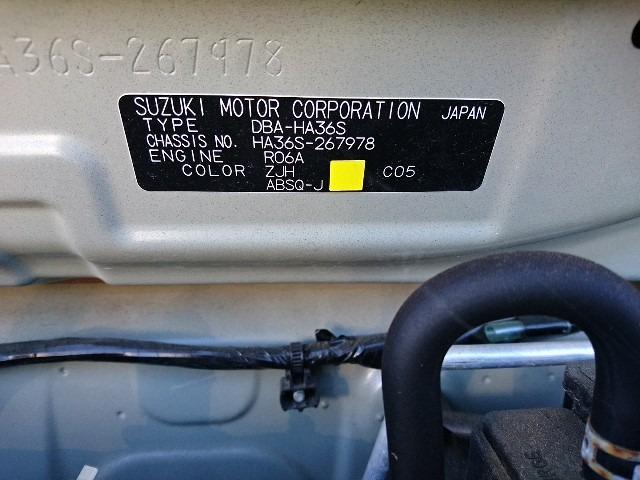 A36S-267978
SUZUKI MOTOR CORPORATION JAPAN
TYPE DBA-HA36S
CHASSIS NO. HA36S-267978
ENGINE R06A
COLOR ZJH C05
ABSQ-J